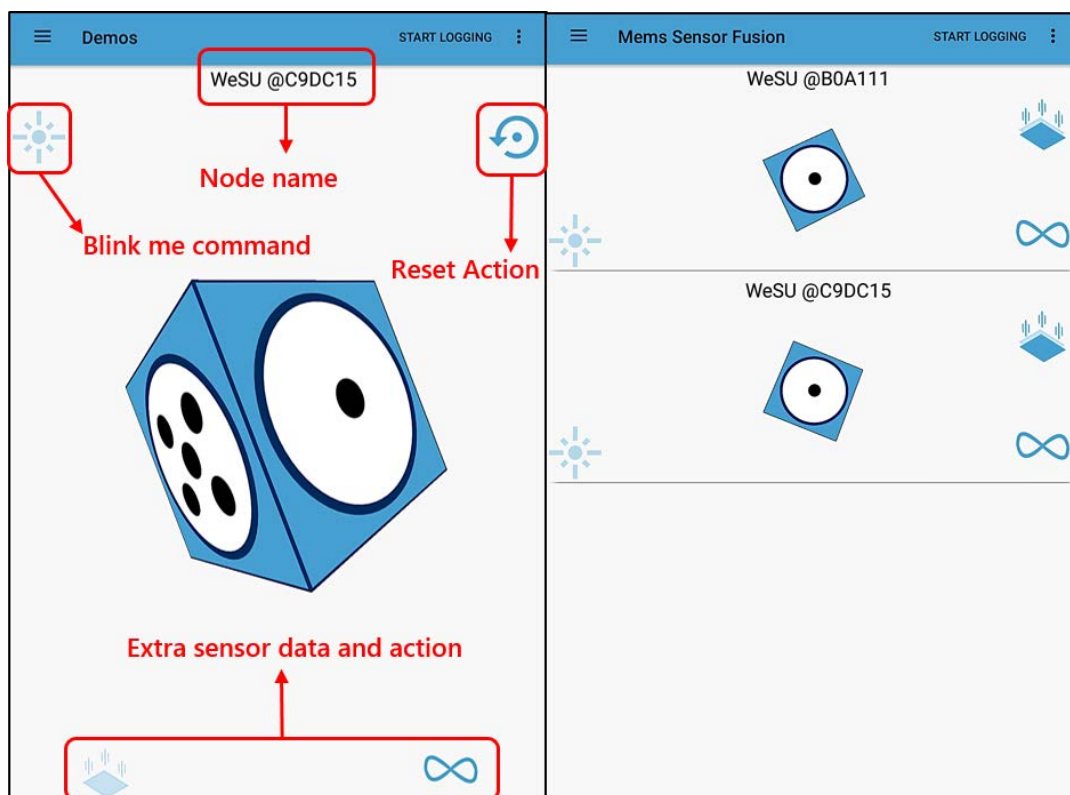 Demos
START LOGGING
WeSU @C9DC15
Node name
Blink me command
Reset Action
Extra sensor data and action
Mems Sensor Fusion
START LOGGING
WeSU @B0A111
WeSU @C9DC15